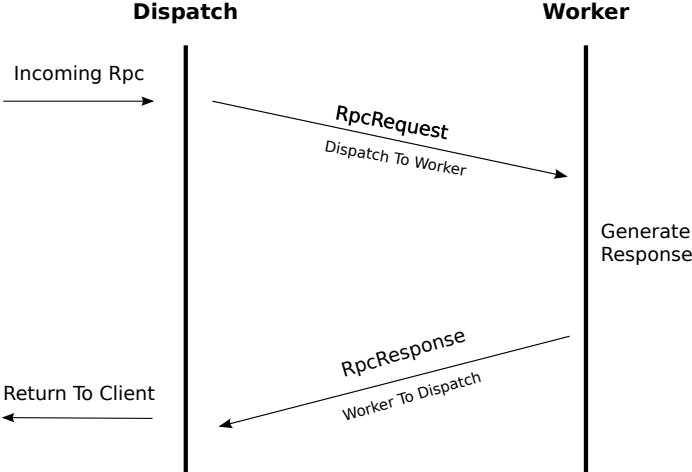 Dispatch
Worker
Incoming Rpc
RpcRequest
Dispatch To Worker
Generate
Response
RpcResponse
Worker To Dispatch
Return To Client